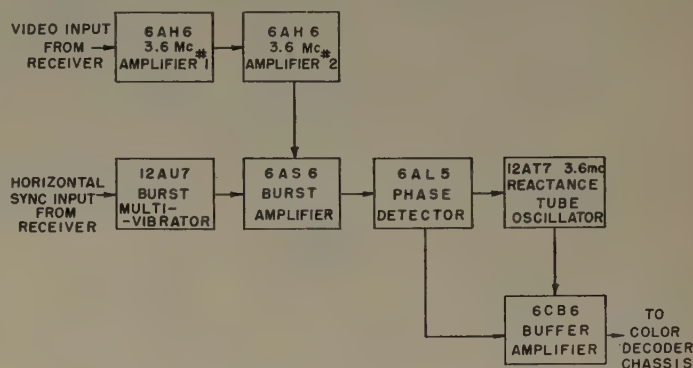 VIDEO INPUT
FROM
RECEIVER
6AH6
3.6 Mc
AMPLIFIER #1
6AH6
3.6 Mc
AMPLIFIER #2
HORIZONTAL
SYNC INPUT
FROM
RECEIVER
12AU7
BURST
MULTI-
-VIBRATOR
6AS6
BURST
AMPLIFIER
6AL5
PHASE
DETECTOR
12AT7 3.6mc
REACTANCE
TUBE
OSCILLATOR
6CB6
BUFFER
AMPLIFIER
TO
COLOR
DECODER
CHASSIS